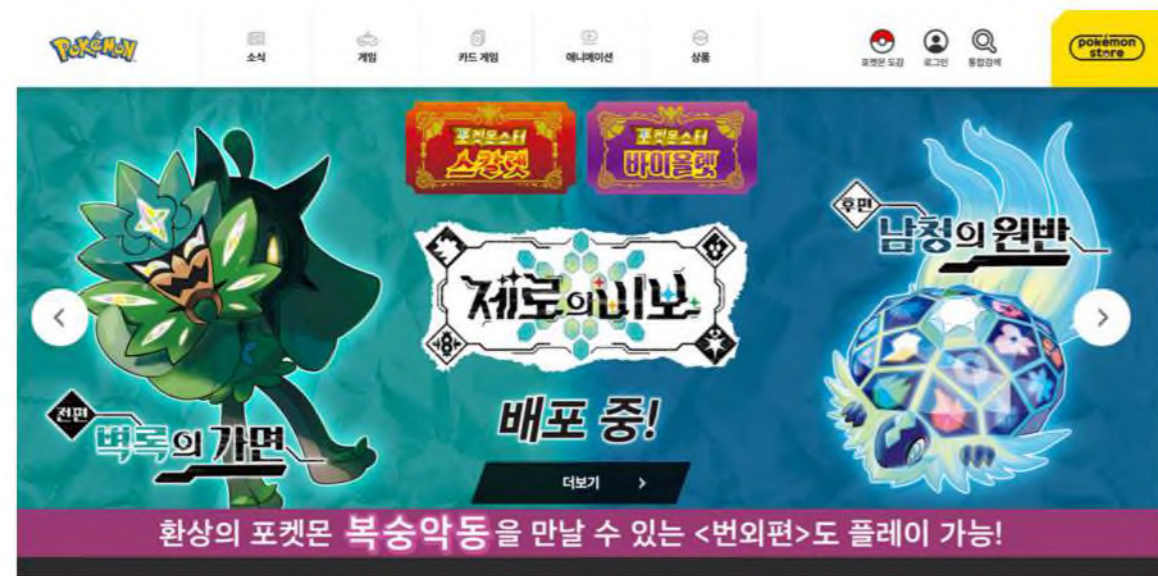 Pokémon
소식
게임
카드 게임
애니메이션
상품
포켓몬 도감
로그인
통합검색
pokémon
store
포켓몬스터
스칼렛
포켓몬스터
바이올렛
후편
남청의 원반
제로의 비보
전편
벽록의 가면
배포 중!
더보기
환상의 포켓몬 복숭악동을 만날 수 있는 <번외편>도 플레이 가능!